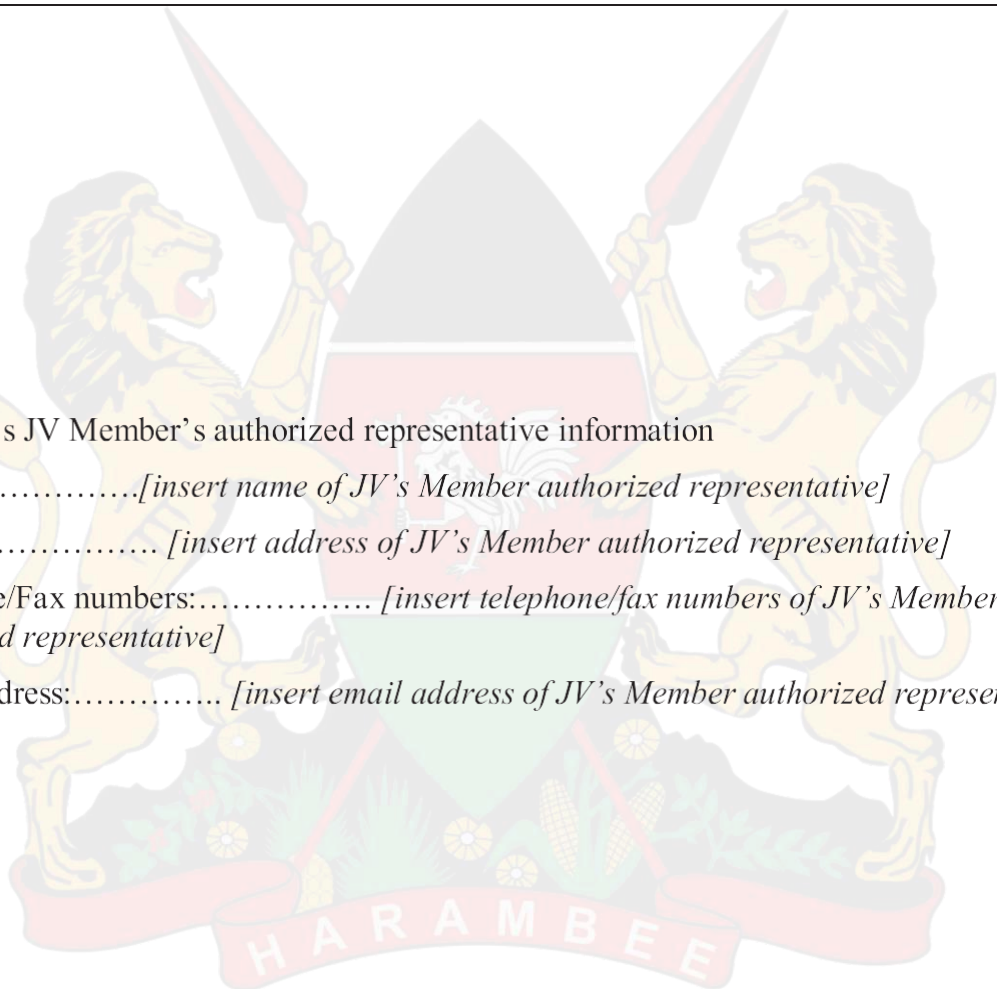 s JV Member’s authorized representative information
………….[insert name of JV’s Member authorized representative]
……………. [insert address of JV’s Member authorized representative]
e/Fax numbers:…………….. [insert telephone/fax numbers of JV’s Member
d representative]
dress:………….. [insert email address of JV’s Member authorized represen
HARAMBEE